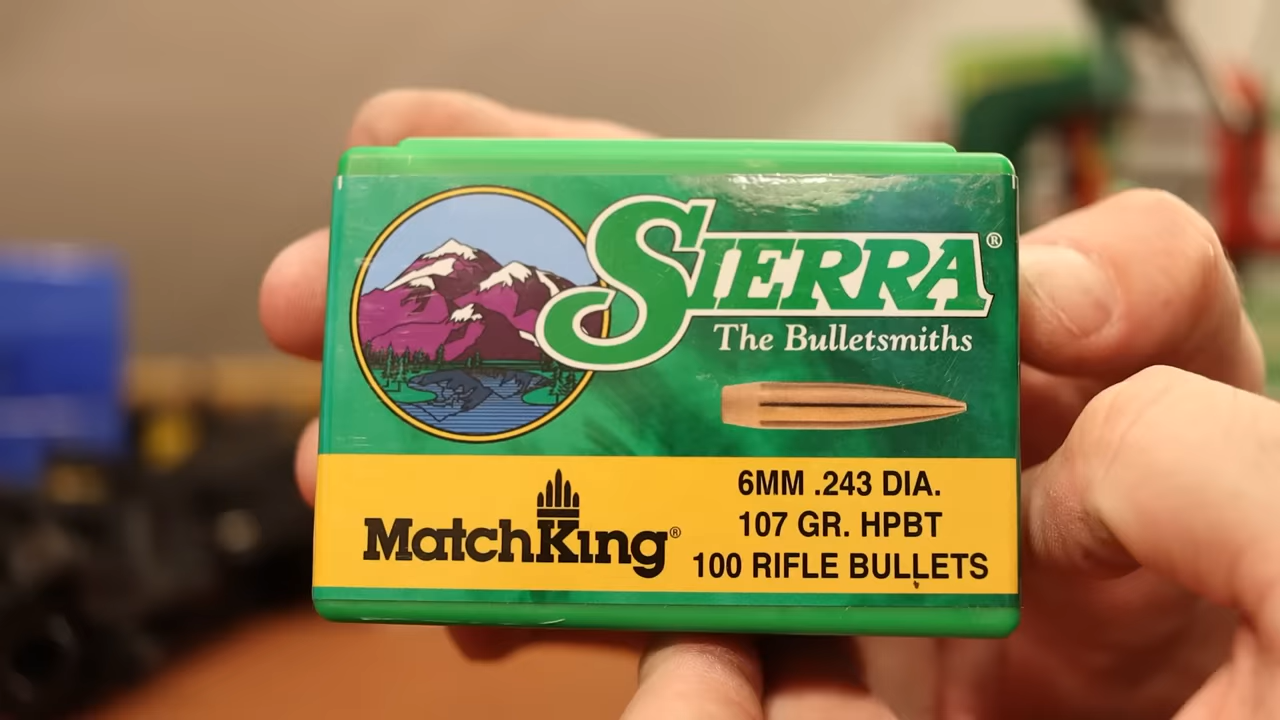 SIERRA®
The Bulletsmiths
MatchKing®
6MM .243 DIA.
107 GR. HPBT
100 RIFLE BULLETS